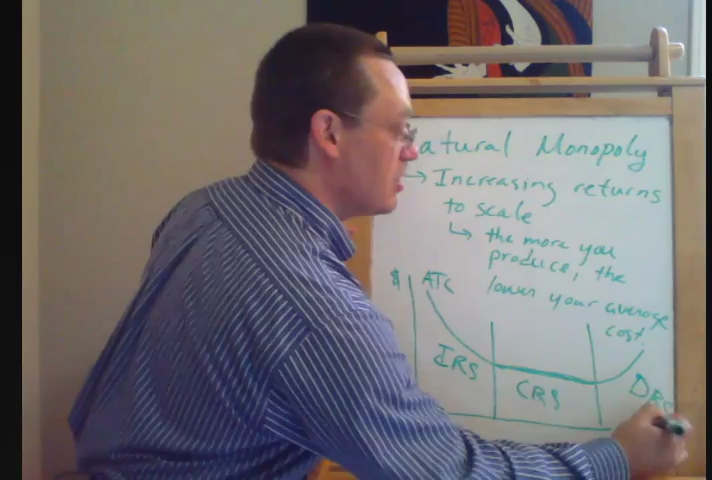 atural Monopoly
→ Increasing returns
to scale
↳ the more you
produce, the
lower your average
cost.
$ ATC
IRS
CRS
DRS